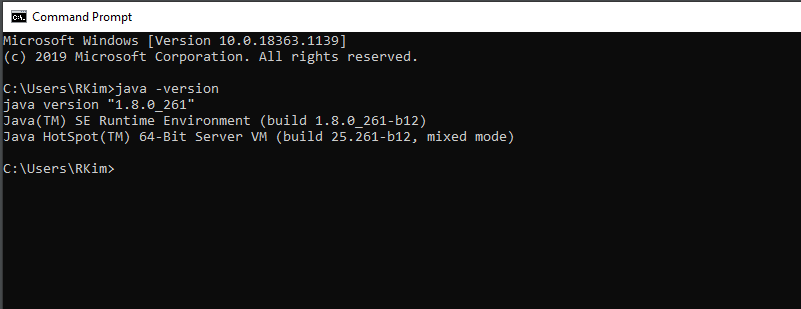 Command Prompt
Microsoft Windows [Version 10.0.18363.1139]
(c) 2019 Microsoft Corporation. All rights reserved.
C:\Users\RKim>java -version
java version "1.8.0_261"
Java(TM) SE Runtime Environment (build 1.8.0_261-b12)
Java HotSpot(TM) 64-Bit Server VM (build 25.261-b12, mixed mode)
C:\Users\RKim>